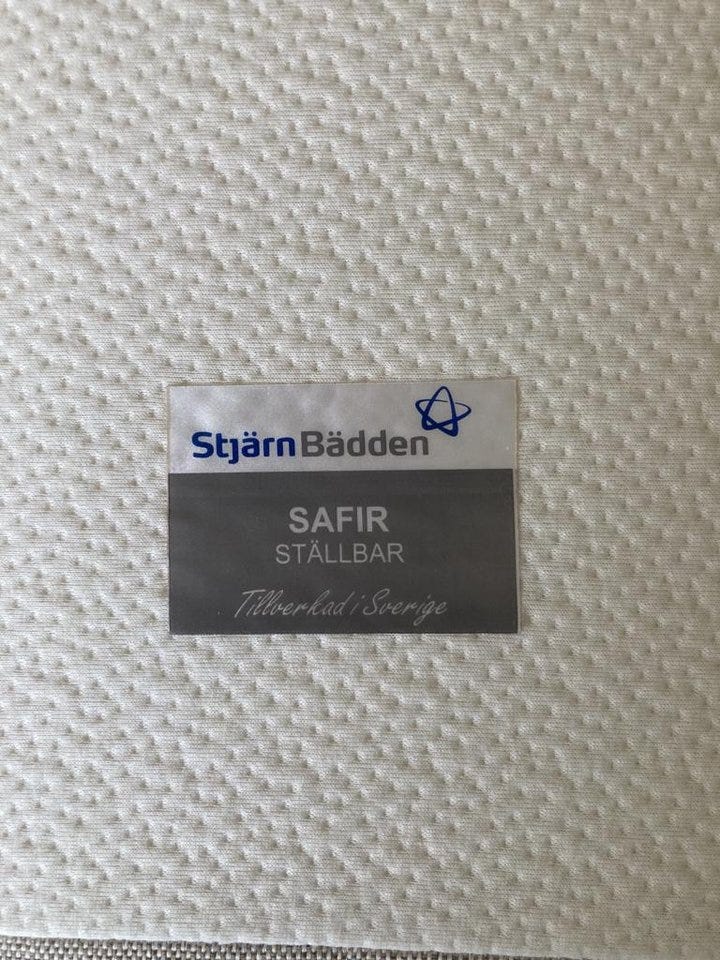 StjärnBädden
SAFIR
STÄLLBAR
Tillverkad i Sverige